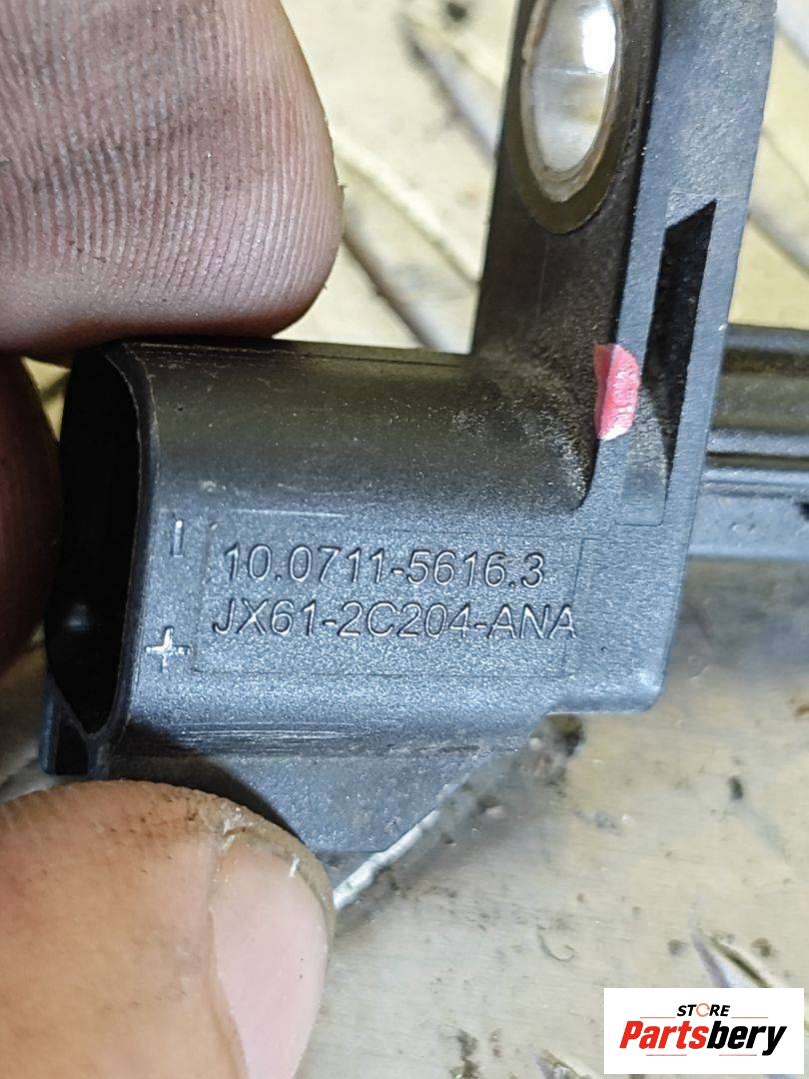 10.0711-5616.3
JX61-2C204-ANA
STORE
Partsbery